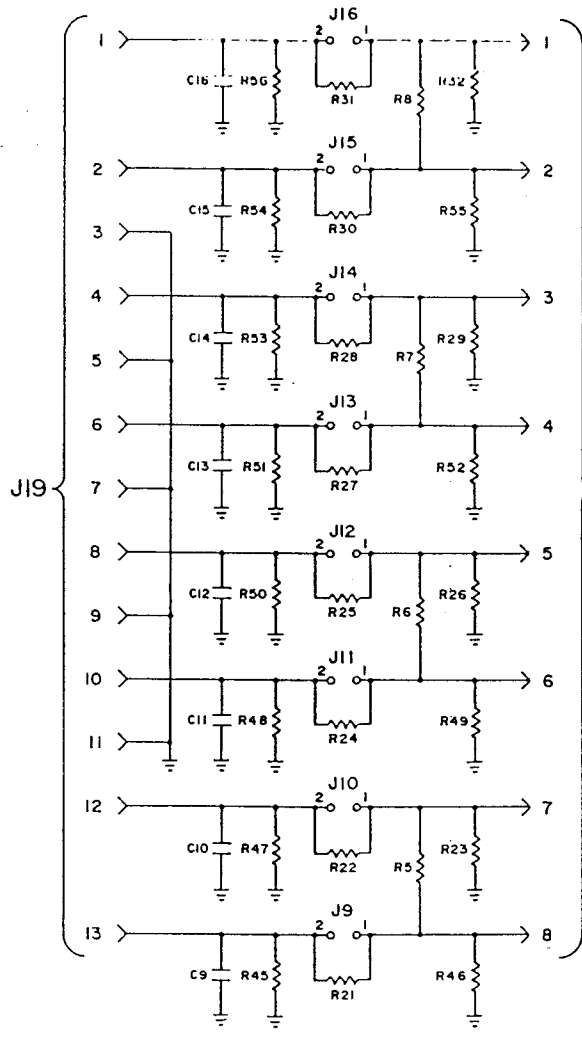 J16
1 2 1 1
C16 R56 R31 R8 R32
J15
2 2 1 2
C15 R54 R30 R55
3
J14
4 2 1 3
C14 R53 R28 R7 R29
5
J13
6 2 1 4
C13 R51 R27 R52
J19 7
J12
8 2 1 5
C12 R50 R25 R6 R26
9
J11
10 2 1 6
C11 R48 R24 R49
11
J10
12 2 1 7
C10 R47 R22 R5 R23
J9
13 2 1 8
C9 R45 R21 R46